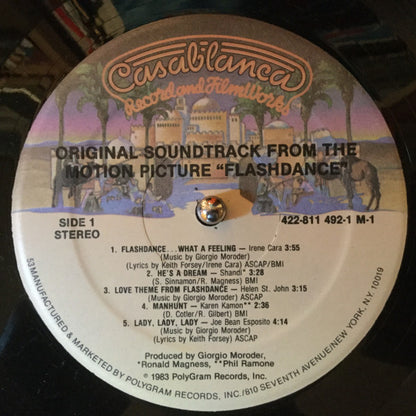 Casablanca
Record and FilmWorks
ORIGINAL SOUNDTRACK FROM THE
MOTION PICTURE "FLASHDANCE"
SIDE 1
STEREO
422-811 492-1 M-1
1. FLASHDANCE...WHAT A FEELING — Irene Cara 3:55
(Music by Giorgio Moroder)
(Lyrics by Keith Forsey/Irene Cara) ASCAP/BMI
2. HE'S A DREAM — Shandi* 3:28
(S. Sinnamon/R. Magness) BMI
3. LOVE THEME FROM FLASHDANCE — Helen St. John 3:15
(Music by Giorgio Moroder) ASCAP
4. MANHUNT — Karen Kamon** 2:36
(D. Cotler/R. Gilbert) BMI
5. LADY, LADY, LADY — Joe Bean Esposito 4:14
(Music by Giorgio Moroder)
(Lyrics by Keith Forsey) ASCAP
Produced by Giorgio Moroder,
*Ronald Magness, **Phil Ramone
© 1983 PolyGram Records, Inc.
53 MANUFACTURED & MARKETED BY POLYGRAM RECORDS, INC./810 SEVENTH AVENUE/NEW YORK, N.Y. 10019